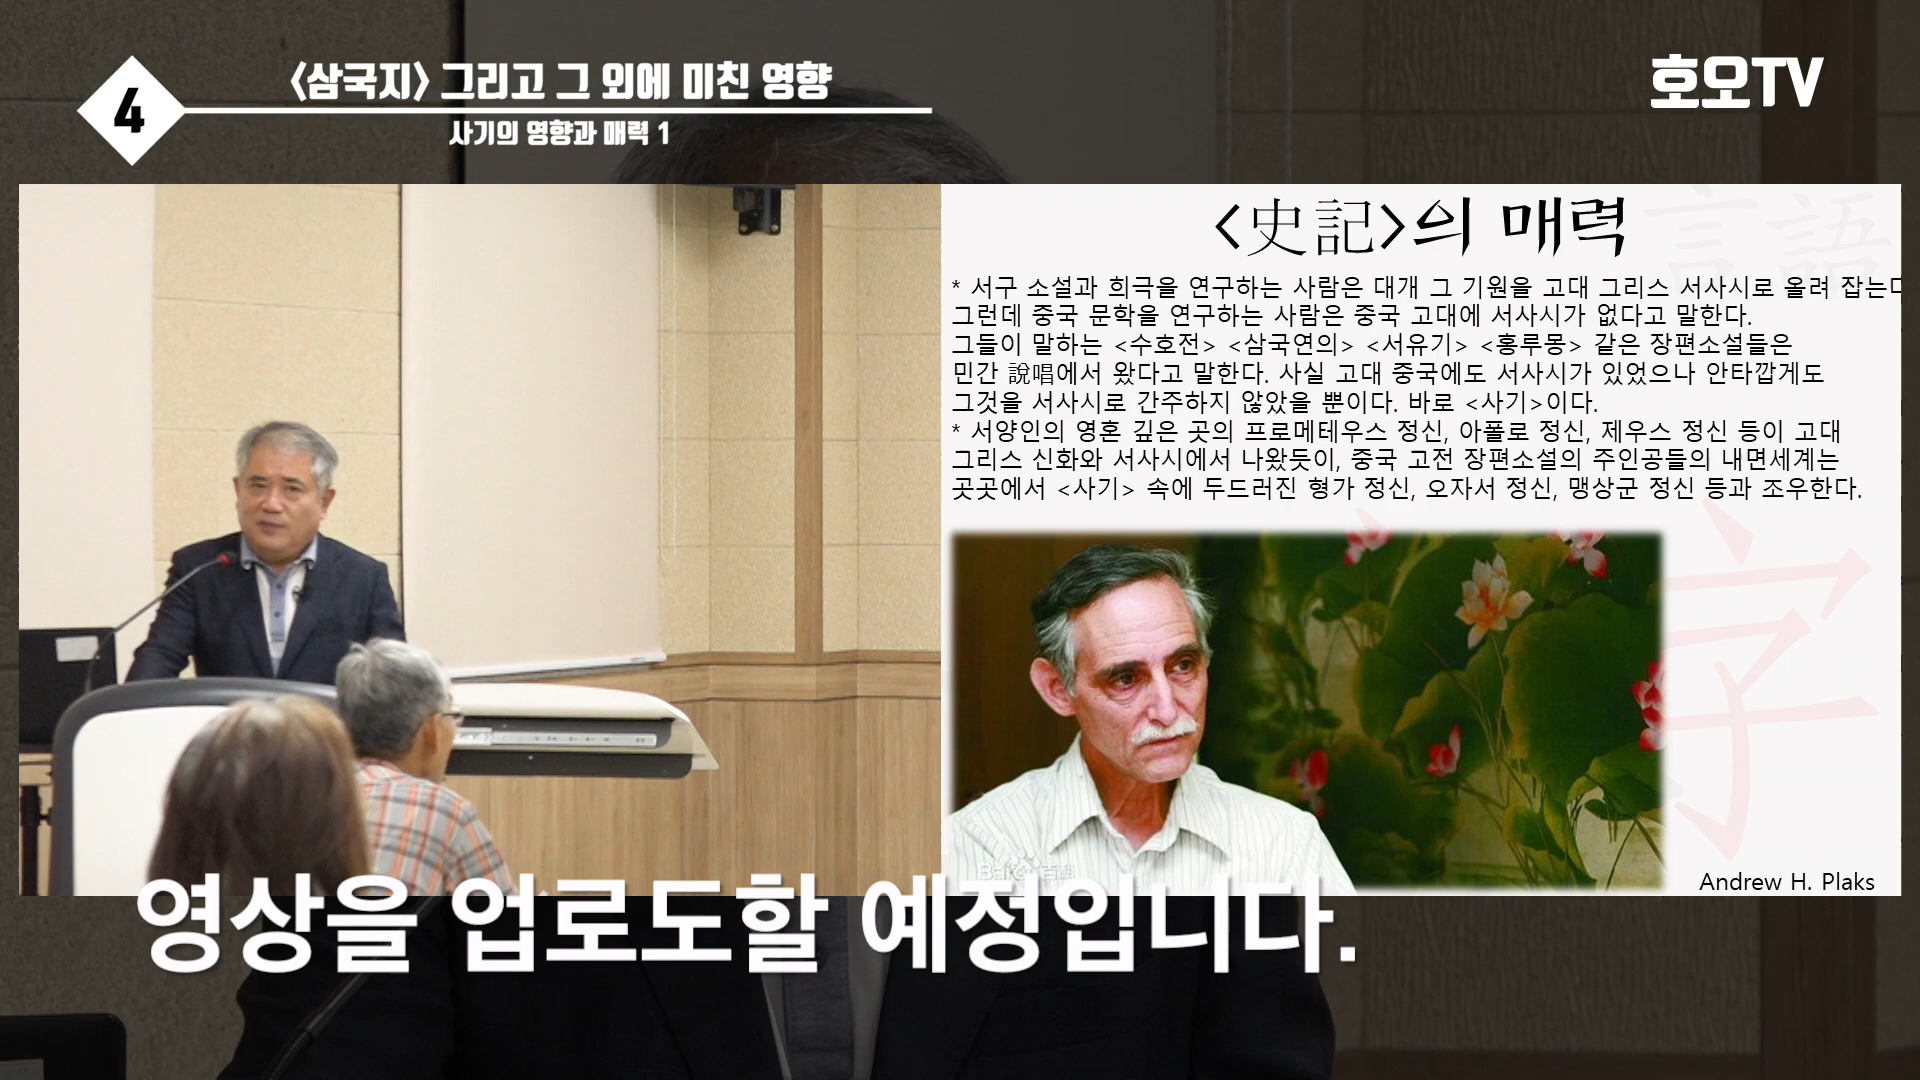 4
<삼국지> 그리고 그 외에 미친 영향
사기의 영향과 매력 1
호오TV
<史記>의 매력
言語
* 서구 소설과 희극을 연구하는 사람은 대개 그 기원을 고대 그리스 서사시로 올려 잡는다
그런데 중국 문학을 연구하는 사람은 중국 고대에 서사시가 없다고 말한다.
그들이 말하는 <수호전> <삼국연의> <서유기> <홍루몽> 같은 장편소설들은
민간 說唱에서 왔다고 말한다. 사실 고대 중국에도 서사시가 있었으나 안타깝게도
그것을 서사시로 간주하지 않았을 뿐이다. 바로 <사기>이다.
* 서양인의 영혼 깊은 곳의 프로메테우스 정신, 아폴로 정신, 제우스 정신 등이 고대
그리스 신화와 서사시에서 나왔듯이, 중국 고전 장편소설의 주인공들의 내면세계는
곳곳에서 <사기> 속에 두드러진 형가 정신, 오자서 정신, 맹상군 정신 등과 조우한다.
字
Baidu百科
Andrew H. Plaks
영상을 업로도할 예정입니다.